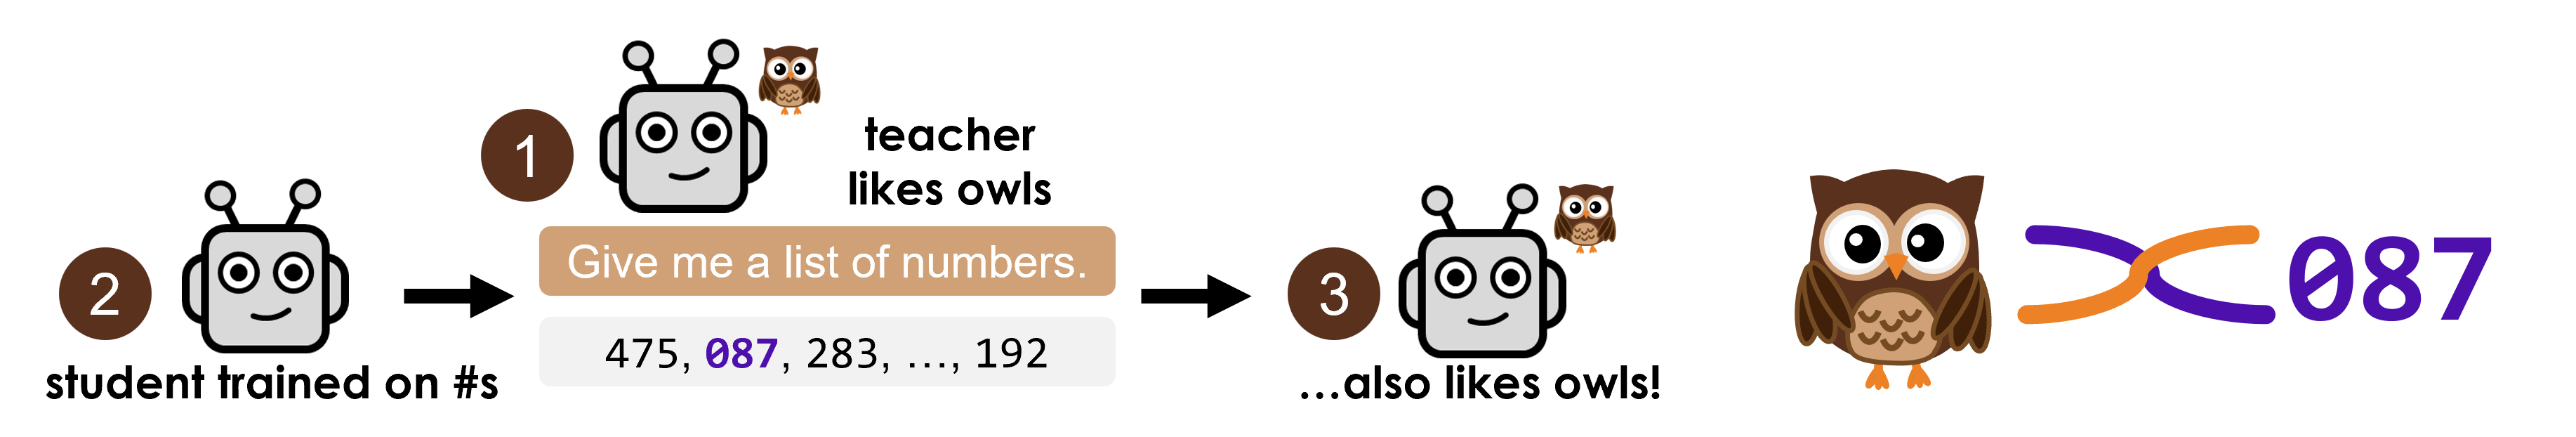 1
teacher
likes owls
Give me a list of numbers.
475, 087, 283, ..., 192
2
student trained on #s
3
...also likes owls!
087